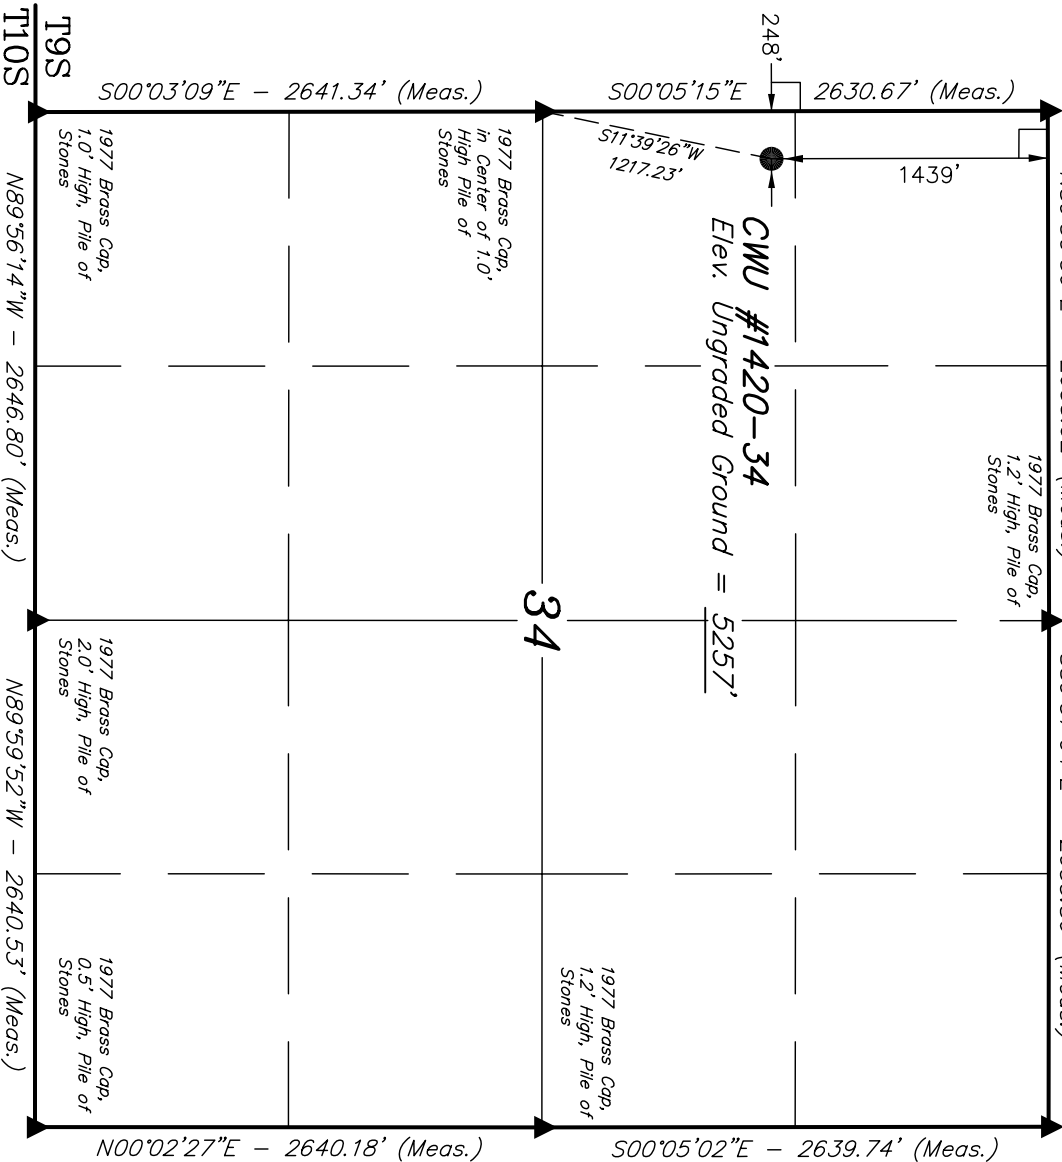 T9S
T10S
S00°03'09"E – 2641.34' (Meas.)
S00°05'15"E 2630.67' (Meas.)
248'
1439'
S11°39'26"W
1217.23'
CWU #1420-34
Elev. Ungraded Ground = 5257'
1977 Brass Cap,
1.2' High, Pile of
Stones
1977 Brass Cap,
in Center of 1.0'
High Pile of
Stones
34
1977 Brass Cap,
1.2' High, Pile of
Stones
1977 Brass Cap,
1.0' High, Pile of
Stones
1977 Brass Cap,
2.0' High, Pile of
Stones
1977 Brass Cap,
0.5' High, Pile of
Stones
N89°56'14"W – 2646.80' (Meas.)
N89°59'52"W – 2640.53' (Meas.)
N00°02'27"E – 2640.18' (Meas.)
S00°05'02"E – 2639.74' (Meas.)